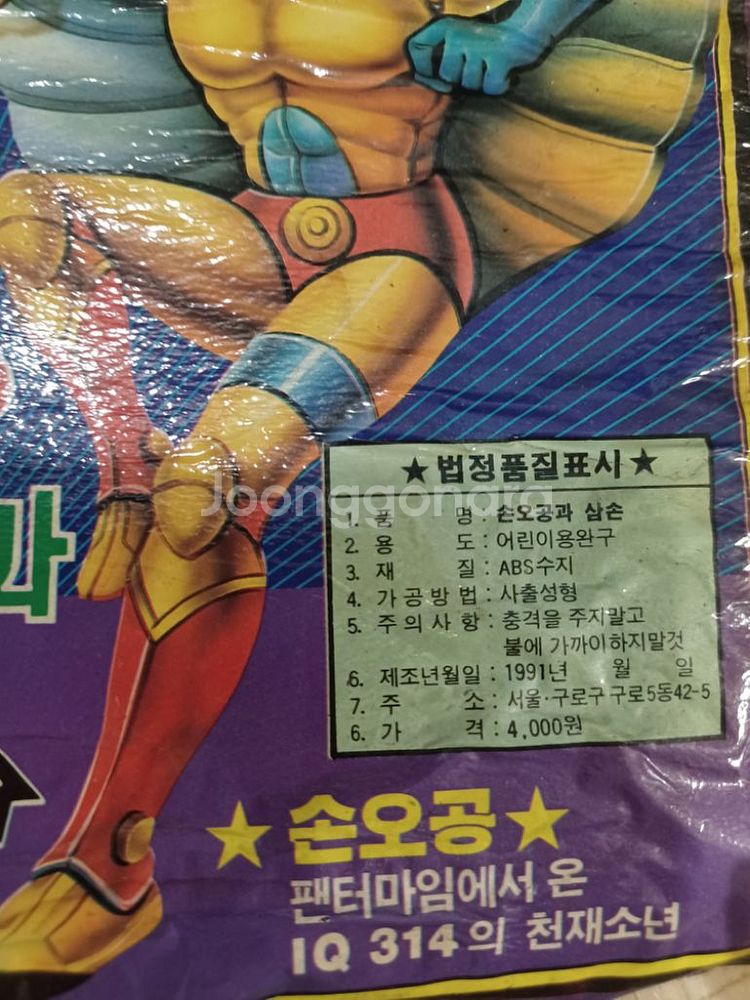 ★법정품질표시★
1. 품 명 : 손오공과 삼손
2. 용 도 : 어린이용완구
3. 재 질 : ABS수지
4. 가공방법 : 사출성형
5. 주의사항 : 충격을 주지말고
불에 가까이하지말것
6. 제조년월일 : 1991년 월 일
7. 주 소 : 서울·구로구 구로5동42-5
6. 가 격 : 4,000원
Joonggonara
과
★손오공★
팬터마임에서 온
IQ 314의 천재소년